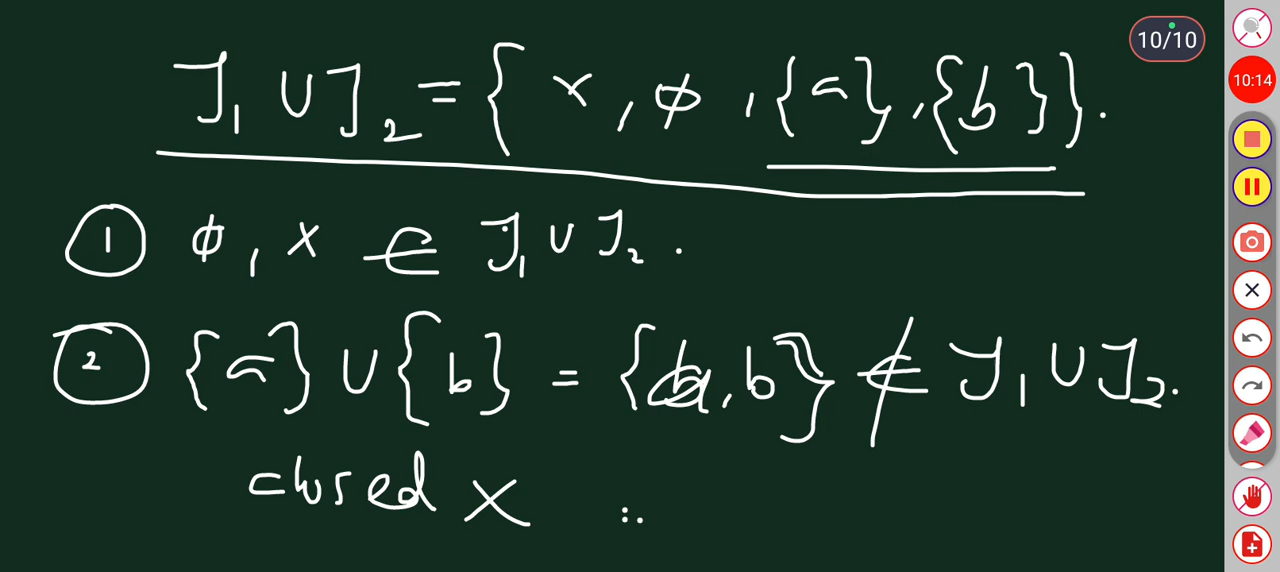 10/10
10:14
J₁ ∪ J₂ = { x , ϕ , {a} , {b} } .
① ϕ , x ∈ J₁ ∪ J₂ .
② {a} ∪ {b} = {a, b} ∉ J₁ ∪ J₂ .
closed X ∴